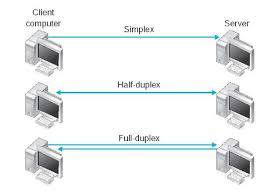 Client
computer
Server
Simplex
Half-duplex
Full-duplex